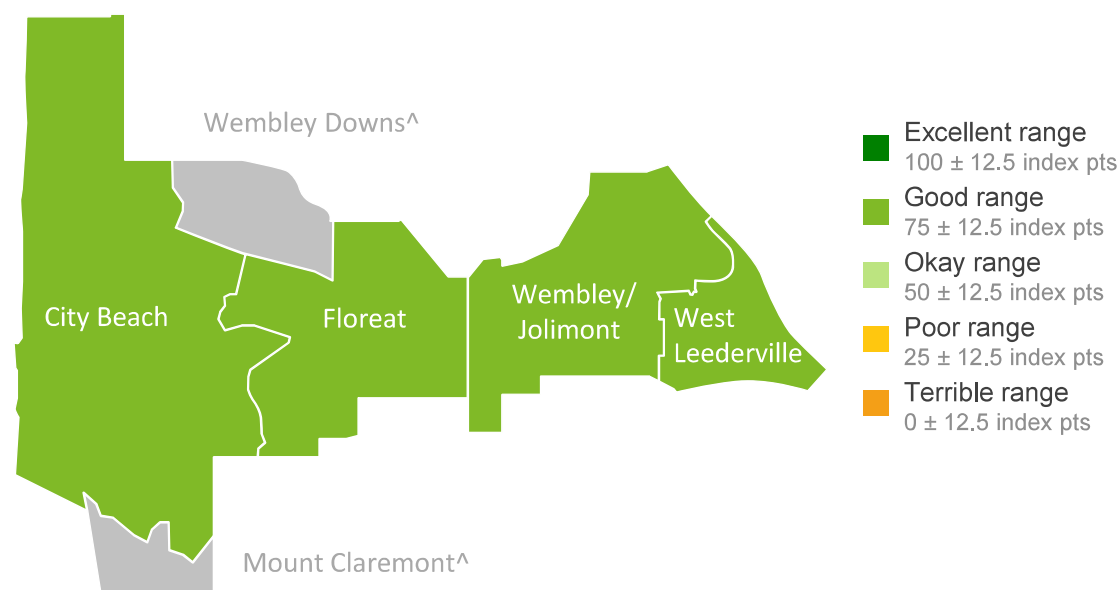 Wembley Downs^
City Beach
Floreat
Wembley/
Jolimont
West
Leederville
Mount Claremont^
Excellent range
100 ± 12.5 index pts
Good range
75 ± 12.5 index pts
Okay range
50 ± 12.5 index pts
Poor range
25 ± 12.5 index pts
Terrible range
0 ± 12.5 index pts